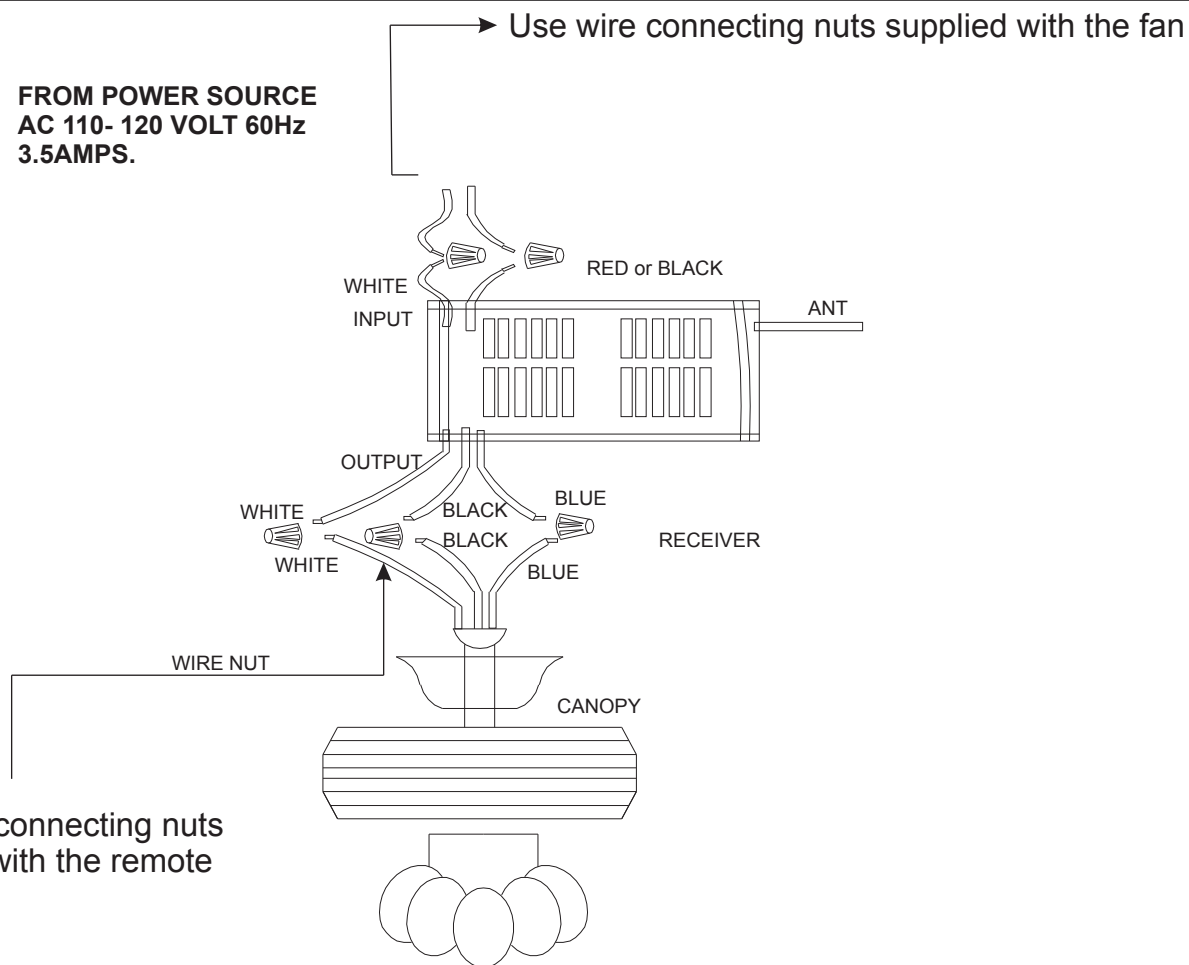 Use wire connecting nuts supplied with the fan
FROM POWER SOURCE
AC 110- 120 VOLT 60Hz
3.5AMPS.
RED or BLACK
WHITE
INPUT
ANT
OUTPUT
WHITE
BLACK
BLUE
BLACK
RECEIVER
WHITE
BLUE
WIRE NUT
CANOPY
connecting nuts
with the remote